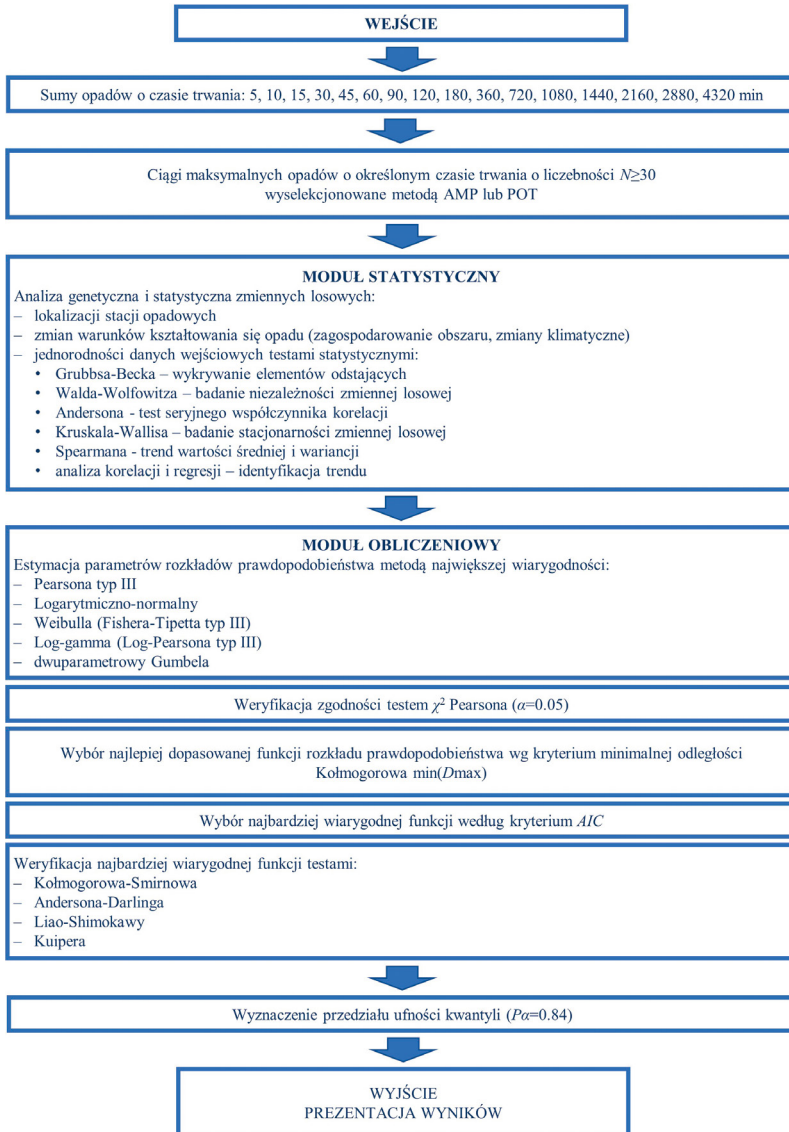 WEJŚCIE
Sumy opadów o czasie trwania: 5, 10, 15, 30, 45, 60, 90, 120, 180, 360, 720, 1080, 1440, 2160, 2880, 4320 min
Ciągi maksymalnych opadów o określonym czasie trwania o liczebności N≥30
wyselekcjonowane metodą AMP lub POT
MODUŁ STATYSTYCZNY
Analiza genetyczna i statystyczna zmiennych losowych:
– lokalizacji stacji opadowych
– zmian warunków kształtowania się opadu (zagospodarowanie obszaru, zmiany klimatyczne)
– jednorodności danych wejściowych testami statystycznymi:
• Grubbsa-Becka – wykrywanie elementów odstających
• Walda-Wolfowitza – badanie niezależności zmiennej losowej
• Andersona - test seryjnego współczynnika korelacji
• Kruskala-Wallisa – badanie stacjonarności zmiennej losowej
• Spearmana - trend wartości średniej i wariancji
• analiza korelacji i regresji – identyfikacja trendu
MODUŁ OBLICZENIOWY
Estymacja parametrów rozkładów prawdopodobieństwa metodą największej wiarygodności:
– Pearsona typ III
– Logarytmiczno-normalny
– Weibulla (Fishera-Tipetta typ III)
– Log-gamma (Log-Pearsona typ III)
– dwuparametrowy Gumbela
Weryfikacja zgodności testem χ² Pearsona (α=0.05)
Wybór najlepiej dopasowanej funkcji rozkładu prawdopodobieństwa wg kryterium minimalnej odległości
Kołmogorowa min(Dmax)
Wybór najbardziej wiarygodnej funkcji według kryterium AIC
Weryfikacja najbardziej wiarygodnej funkcji testami:
– Kołmogorowa-Smirnowa
– Andersona-Darlinga
– Liao-Shimokawy
– Kuipera
Wyznaczenie przedziału ufności kwantyli (Pα=0.84)
WYJŚCIE
PREZENTACJA WYNIKÓW